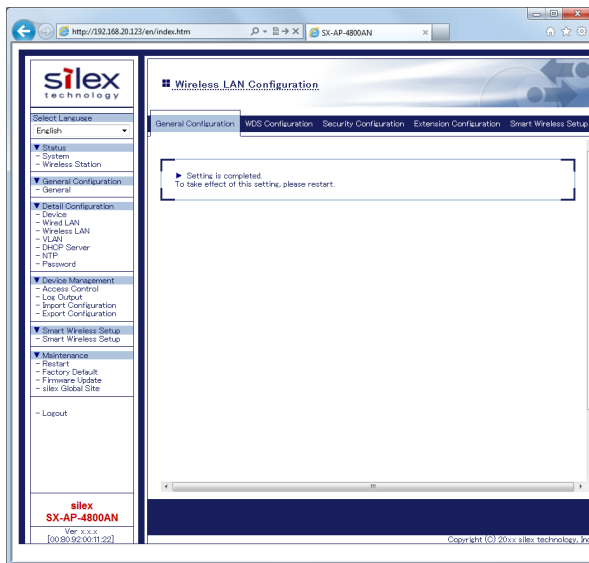 http://192.168.20.123/en/index.htm
SX-AP-4800AN
silex
technology
Select Language
English
▼ Status
- System
- Wireless Station
▼ General Configuration
- General
▼ Detail Configuration
- Device
- Wired LAN
- Wireless LAN
- VLAN
- DHCP Server
- NTP
- Password
▼ Device Management
- Access Control
- Log Output
- Import Configuration
- Export Configuration
▼ Smart Wireless Setup
- Smart Wireless Setup
▼ Maintenance
- Restart
- Factory Default
- Firmware Update
- silex Global Site
- Logout
silex
SX-AP-4800AN
Ver x.x.x
[00:80:92:00:11:22]
Wireless LAN Configuration
General Configuration WDS Configuration Security Configuration Extension Configuration Smart Wireless Setup
► Setting is completed.
To take effect of this setting, please restart.
Copyright (C) 20xx silex technology, Inc